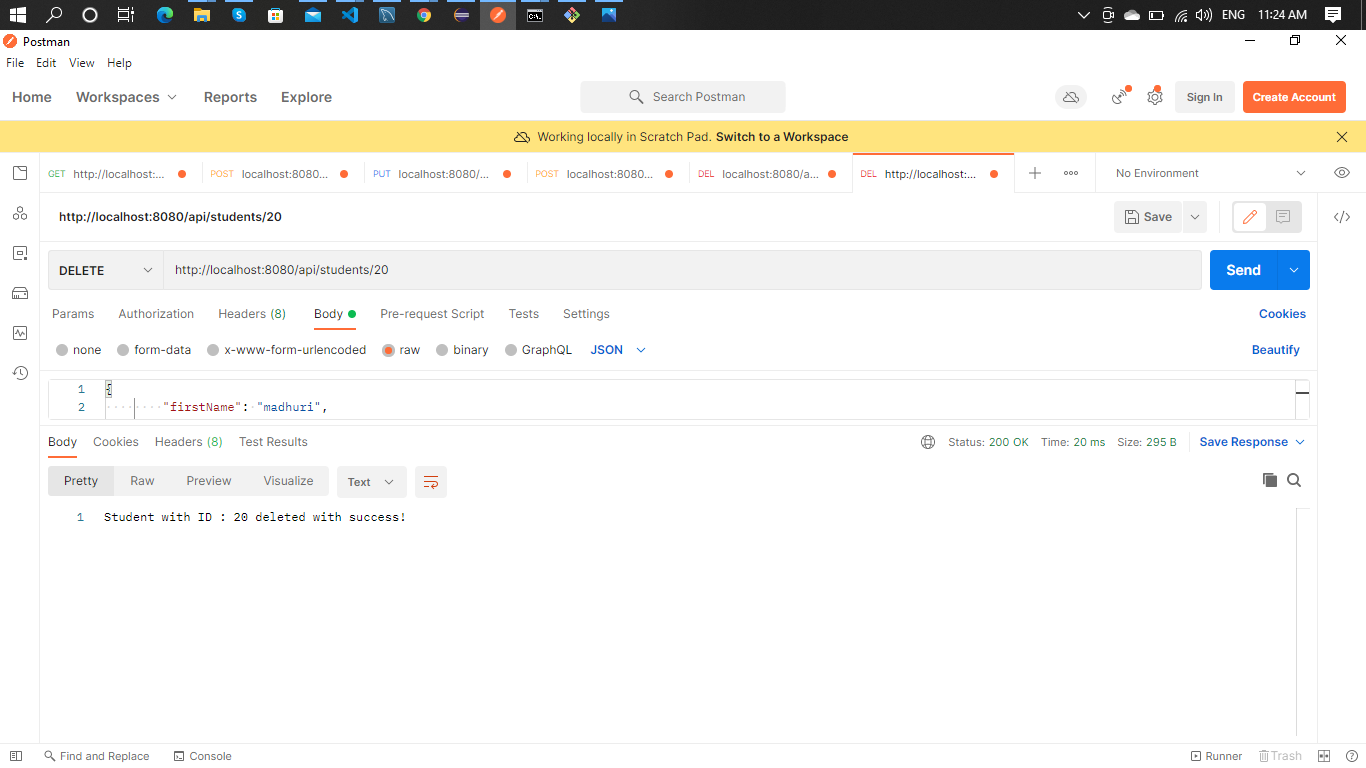 ENG 11:24 AM
Postman
File Edit View Help
Home Workspaces Reports Explore Search Postman Sign In Create Account
Working locally in Scratch Pad. Switch to a Workspace
GET http://localhost:... POST localhost:8080... PUT localhost:8080/... POST localhost:8080... DEL localhost:8080/a... DEL http://localhost:... No Environment
http://localhost:8080/api/students/20 Save
DELETE http://localhost:8080/api/students/20 Send
Params Authorization Headers (8) Body Pre-request Script Tests Settings Cookies
none form-data x-www-form-urlencoded raw binary GraphQL JSON Beautify
1 {
2 "firstName": "madhuri",
Body Cookies Headers (8) Test Results Status: 200 OK Time: 20 ms Size: 295 B Save Response
Pretty Raw Preview Visualize Text
1 Student with ID : 20 deleted with success!
Find and Replace Console Runner Trash